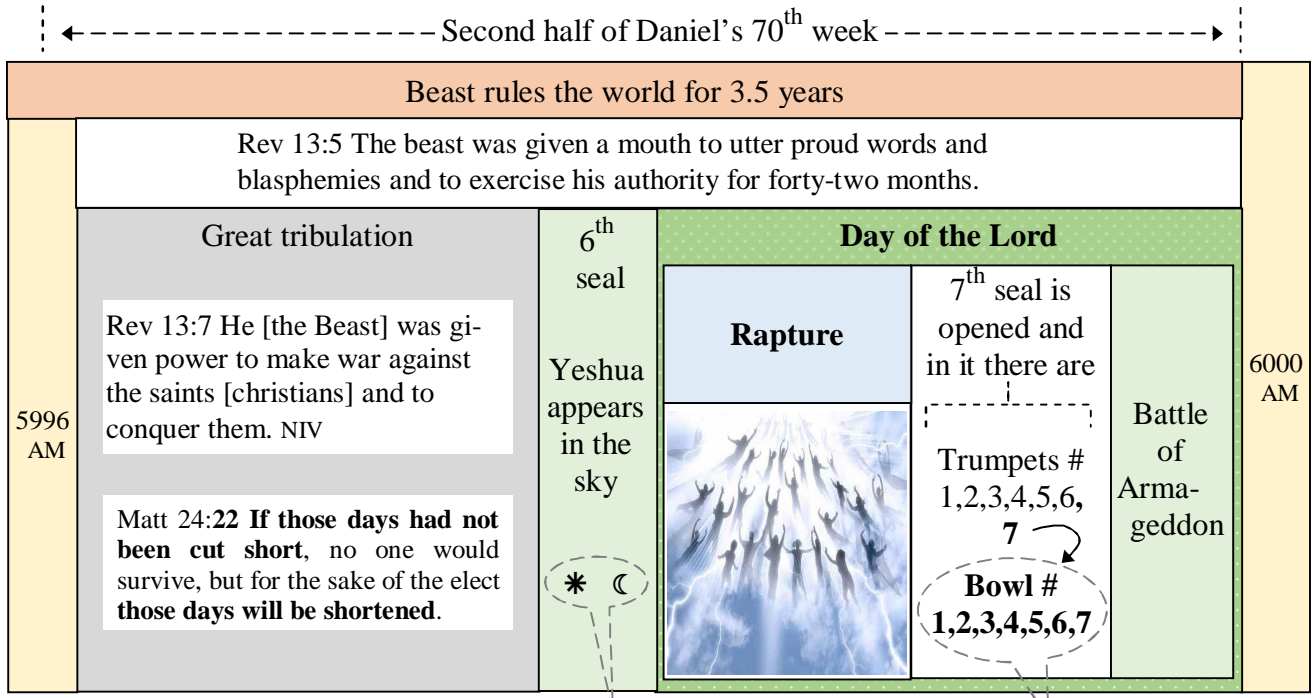 Second half of Daniel’s 70th week
Beast rules the world for 3.5 years
Rev 13:5 The beast was given a mouth to utter proud words and
blasphemies and to exercise his authority for forty-two months.
5996
AM
Great tribulation
Rev 13:7 He [the Beast] was gi-
ven power to make war against
the saints [christians] and to
conquer them. NIV
Matt 24:22 If those days had not
been cut short, no one would
survive, but for the sake of the elect
those days will be shortened.
6th
seal
Yeshua
appears
in the
sky
Day of the Lord
Rapture
7th seal is
opened and
in it there are
Trumpets #
1,2,3,4,5,6,
7
Bowl #
1,2,3,4,5,6,7
Battle
of
Arma-
geddon
6000
AM